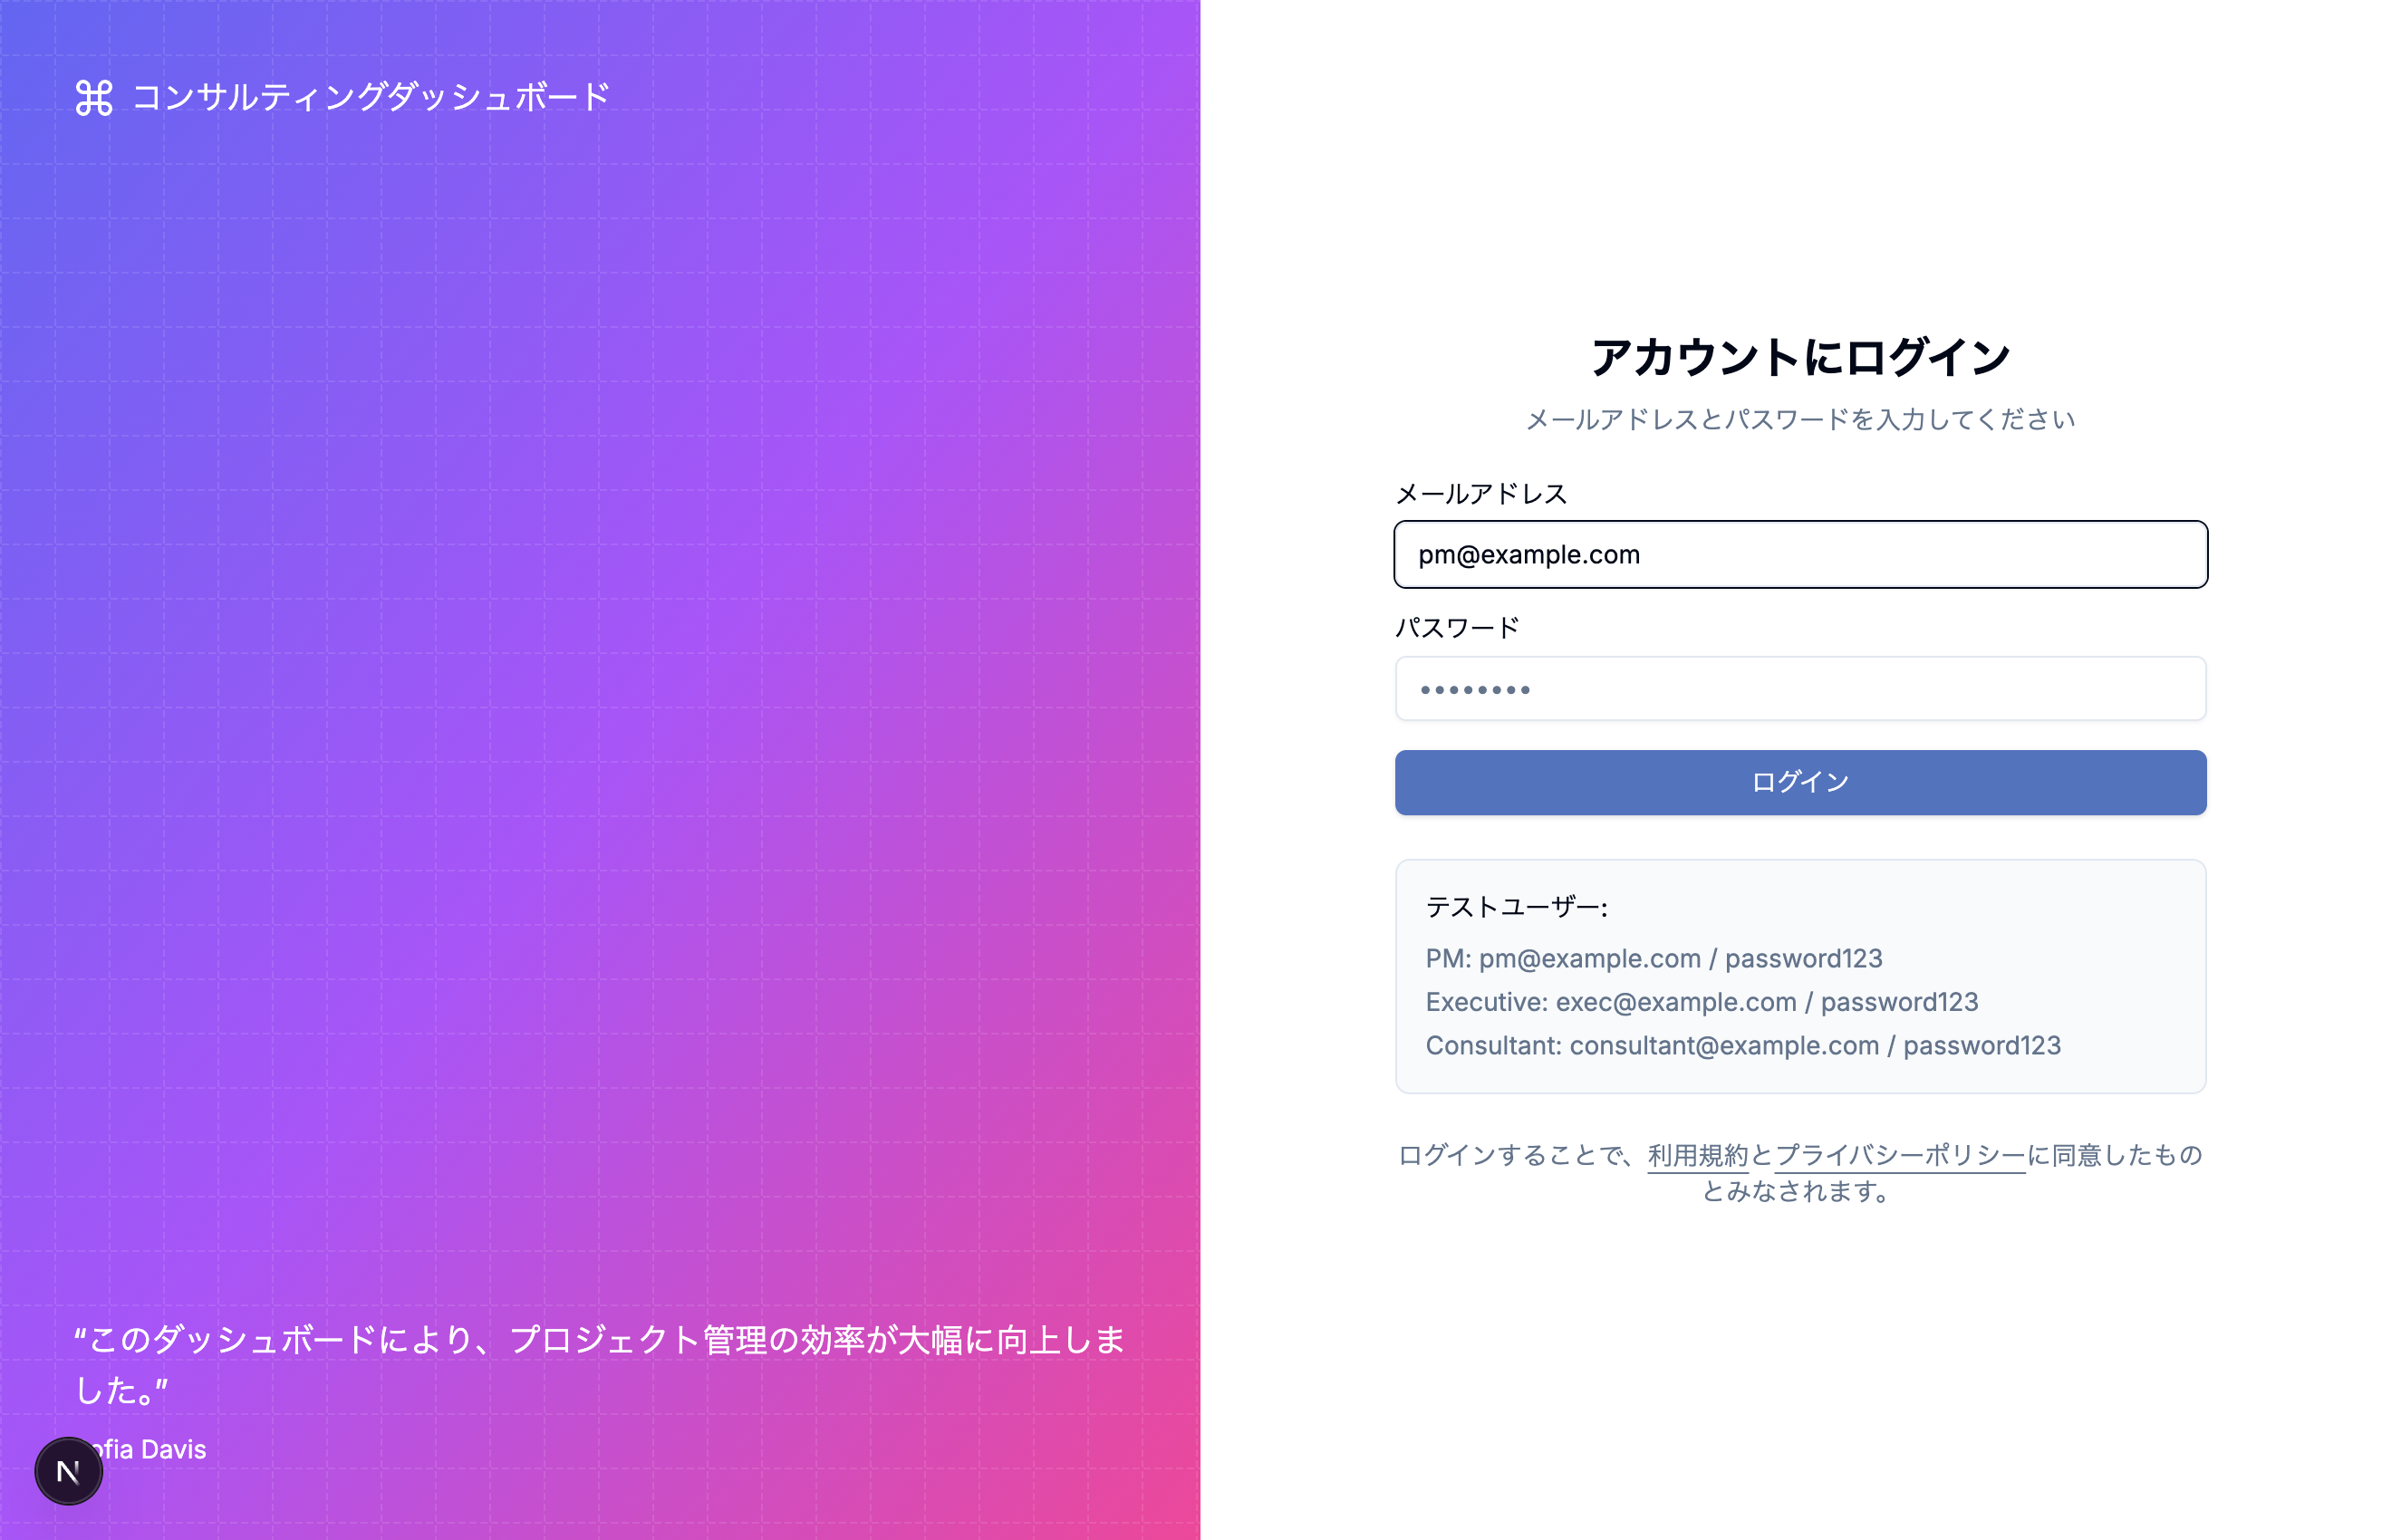 コンサルティングダッシュボード
“このダッシュボードにより、プロジェクト管理の効率が大幅に向上しま
した。”
Davis
N
アカウントにログイン
メールアドレスとパスワードを入力してください
メールアドレス
pm@example.com
パスワード
••••••••
ログイン
テストユーザー:
PM: pm@example.com / password123
Executive: exec@example.com / password123
Consultant: consultant@example.com / password123
ログインすることで、利用規約とプライバシーポリシーに同意したもの
とみなされます。